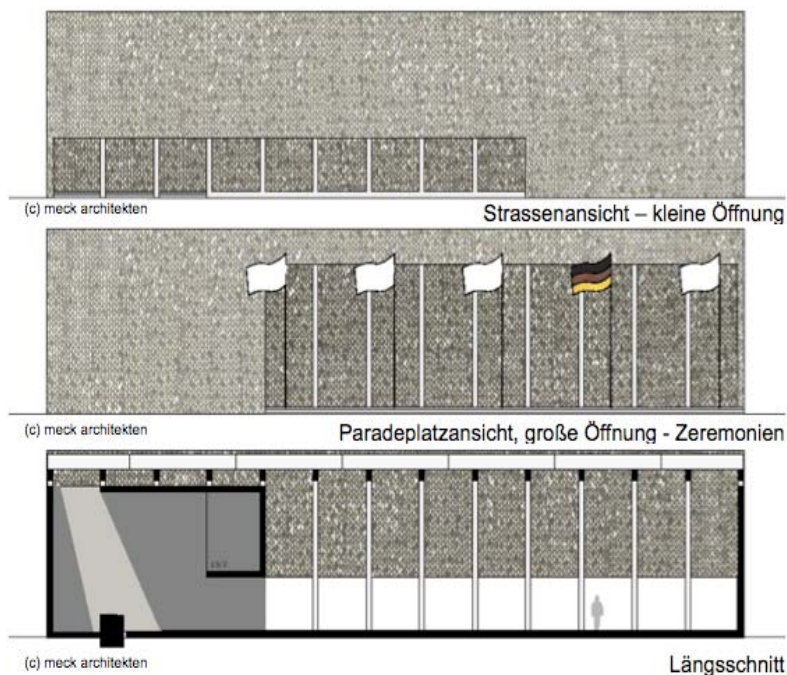 (c) meck architekten
Strassenansicht – kleine Öffnung
(c) meck architekten
Paradeplatzansicht, große Öffnung - Zeremonien
(c) meck architekten
Längsschnitt